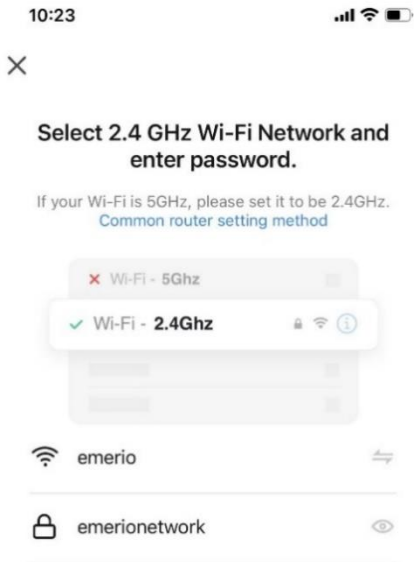 10:23
Select 2.4 GHz Wi-Fi Network and
enter password.
If your Wi-Fi is 5GHz, please set it to be 2.4GHz.
Common router setting method
Wi-Fi - 5Ghz
Wi-Fi - 2.4Ghz
emerio
emerionetwork